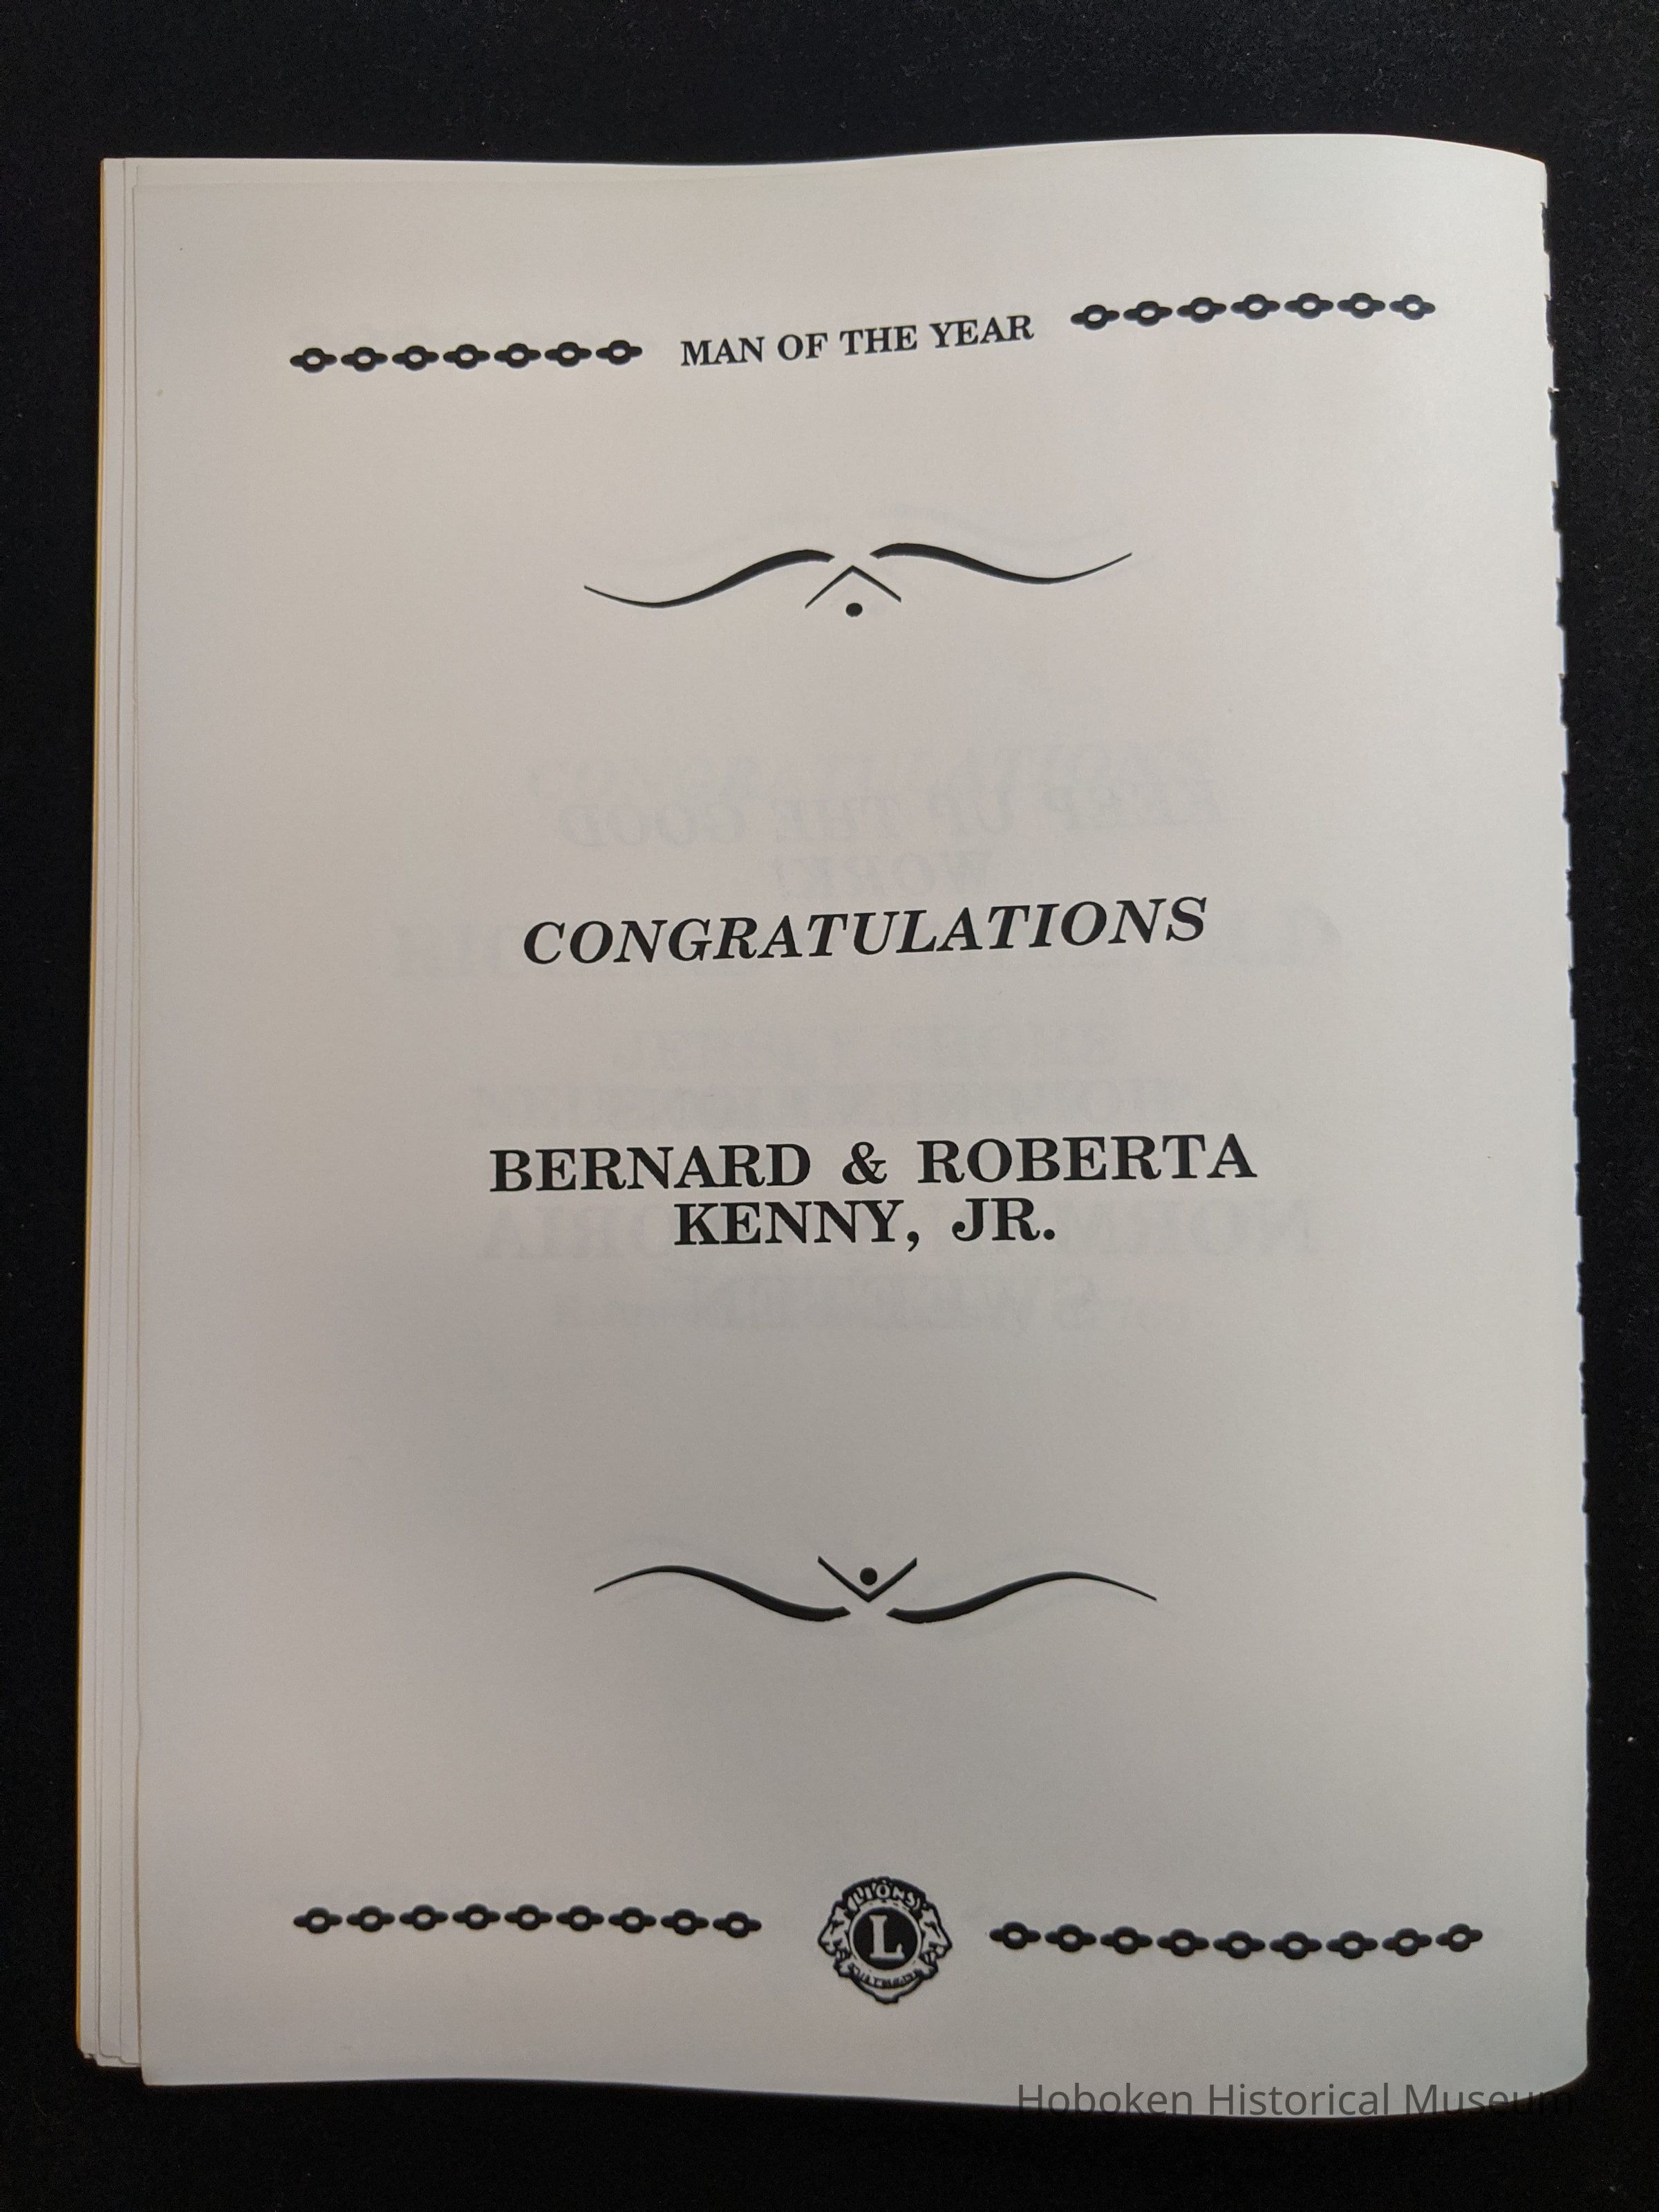 MAN OF THE YEAR
CONGRATULATIONS
BERNARD & ROBERTA
KENNY, JR.
LIONS
L
Hoboken Historical Museum